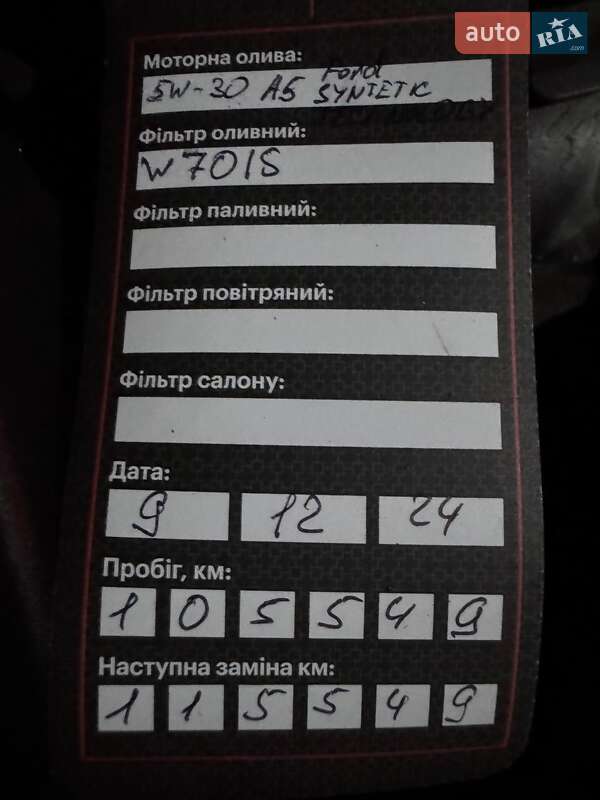 auto RIA .com
Моторна олива:
5W-30 A5 Ford SYNTETIC
Фільтр оливний:
W7015
Фільтр паливний:
Фільтр повітряний:
Фільтр салону:
Дата:
9 12 24
Пробіг, км:
1 0 5 5 4 9
Наступна заміна км:
1 1 5 5 4 9